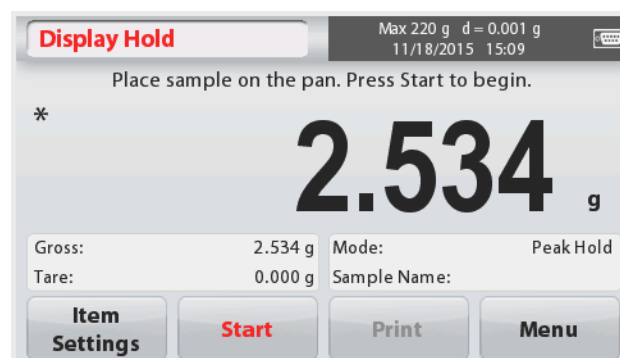 Display Hold
Max 220 g d = 0.001 g
11/18/2015 15:09
Place sample on the pan. Press Start to begin.
*
2.534 g
Gross: 2.534 g
Tare: 0.000 g
Mode: Peak Hold
Sample Name:
Item
Settings
Start
Print
Menu